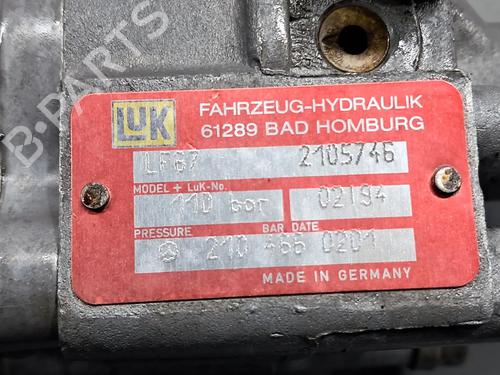 B-PARTS
LUK
FAHRZEUG-HYDRAULIK
61289 BAD HOMBURG
LF67 2105746
MODEL + LuK-No.
110 bar 02194
PRESSURE BAR DATE
210 466 0201
MADE IN GERMANY